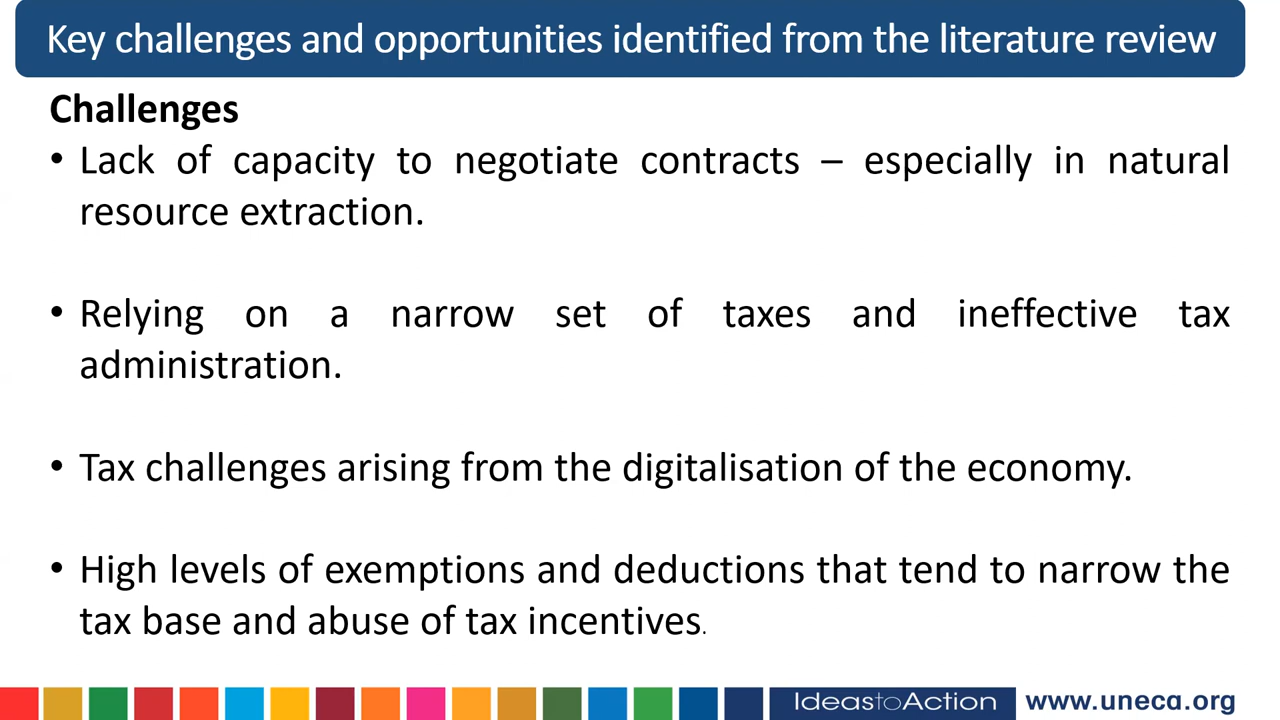 Key challenges and opportunities identified from the literature review
Challenges
• Lack of capacity to negotiate contracts – especially in natural
resource extraction.
• Relying on a narrow set of taxes and ineffective tax
administration.
• Tax challenges arising from the digitalisation of the economy.
• High levels of exemptions and deductions that tend to narrow the
tax base and abuse of tax incentives.
IdeastoAction www.uneca.org